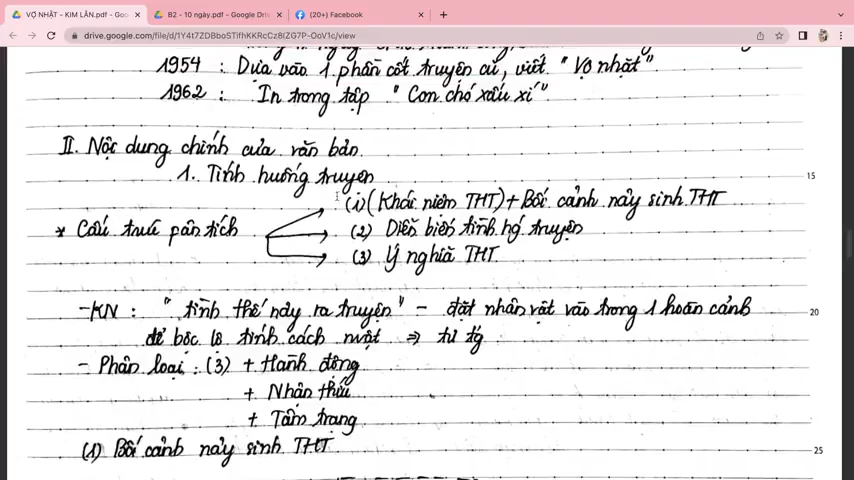 VỢ NHẶT - KIM LÂN.pdf - Goo
B2 - 10 ngày.pdf - Google Driv
(20+) Facebook
drive.google.com/file/d/1Y4t7ZDBboSTifhKKRcCz8iZG7P-OoV1c/view
1954 : Dựa vào 1 phần cốt truyện cũ, viết "Vợ nhặt"
1962 : In trong tập "Con chó xấu xí"
II. Nội dung chính của văn bản
1. Tình huống truyện
(1) (Khái niệm THT) + Bối cảnh nảy sinh THT
* Cấu trúc phân tích
(2) Diễn biến tình hg truyện
(3) Ý nghĩa THT
15
- KN : "tình thế nảy ra truyện" - đặt nhân vật vào trong 1 hoàn cảnh
20
để bộc lộ tính cách nvật => tư tg
- Phân loại : (3) + Hành động
+ Nhận thức
+ Tâm trạng
(1) Bối cảnh nảy sinh THT
25